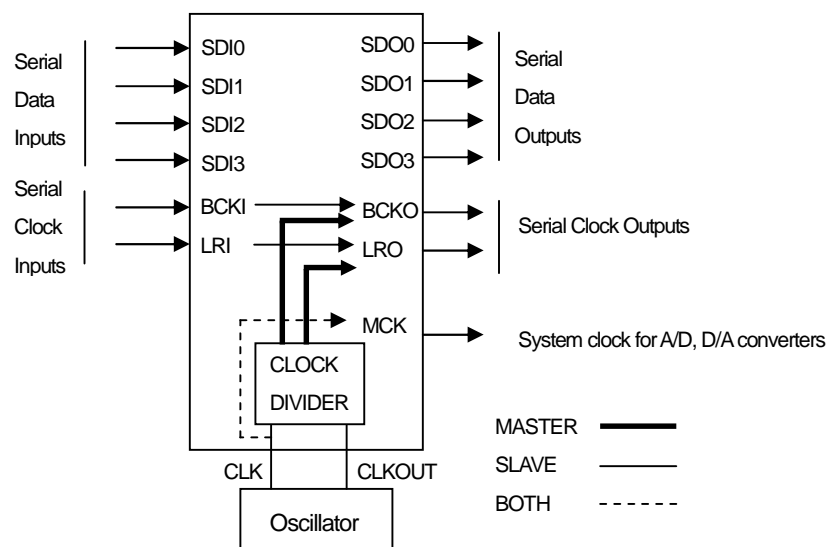 Serial
Data
Inputs
SDI0
SDI1
SDI2
SDI3
SDO0
SDO1
SDO2
SDO3
Serial
Data
Outputs
Serial
Clock
Inputs
BCKI
LRI
BCKO
LRO
Serial Clock Outputs
MCK
System clock for A/D, D/A converters
CLOCK
DIVIDER
CLK
CLKOUT
Oscillator
MASTER
SLAVE
BOTH